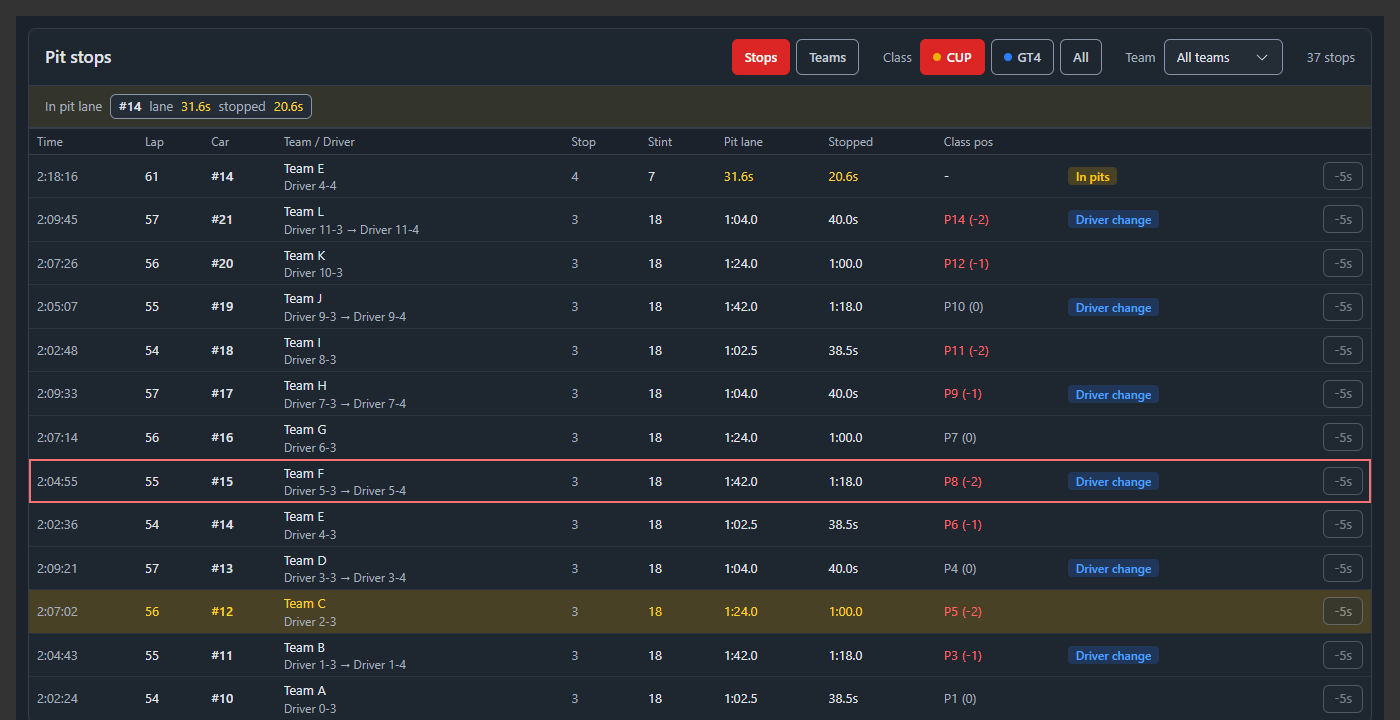 Pit stops Stops Teams Class CUP GT4 All Team All teams 37 stops
In pit lane #14 lane 31.6s stopped 20.6s
Time Lap Car Team / Driver Stop Stint Pit lane Stopped Class pos
2:18:16 61 #14 Team E 4 7 31.6s 20.6s - In pits -5s
Driver 4-4
2:09:45 57 #21 Team L 3 18 1:04.0 40.0s P14 (-2) Driver change -5s
Driver 11-3 → Driver 11-4
2:07:26 56 #20 Team K 3 18 1:24.0 1:00.0 P12 (-1) -5s
Driver 10-3
2:05:07 55 #19 Team J 3 18 1:42.0 1:18.0 P10 (0) Driver change -5s
Driver 9-3 → Driver 9-4
2:02:48 54 #18 Team I 3 18 1:02.5 38.5s P11 (-2) -5s
Driver 8-3
2:09:33 57 #17 Team H 3 18 1:04.0 40.0s P9 (-1) Driver change -5s
Driver 7-3 → Driver 7-4
2:07:14 56 #16 Team G 3 18 1:24.0 1:00.0 P7 (0) -5s
Driver 6-3
2:04:55 55 #15 Team F 3 18 1:42.0 1:18.0 P8 (-2) Driver change -5s
Driver 5-3 → Driver 5-4
2:02:36 54 #14 Team E 3 18 1:02.5 38.5s P6 (-1) -5s
Driver 4-3
2:09:21 57 #13 Team D 3 18 1:04.0 40.0s P4 (0) Driver change -5s
Driver 3-3 → Driver 3-4
2:07:02 56 #12 Team C 3 18 1:24.0 1:00.0 P5 (-2) -5s
Driver 2-3
2:04:43 55 #11 Team B 3 18 1:42.0 1:18.0 P3 (-1) Driver change -5s
Driver 1-3 → Driver 1-4
2:02:24 54 #10 Team A 3 18 1:02.5 38.5s P1 (0) -5s
Driver 0-3